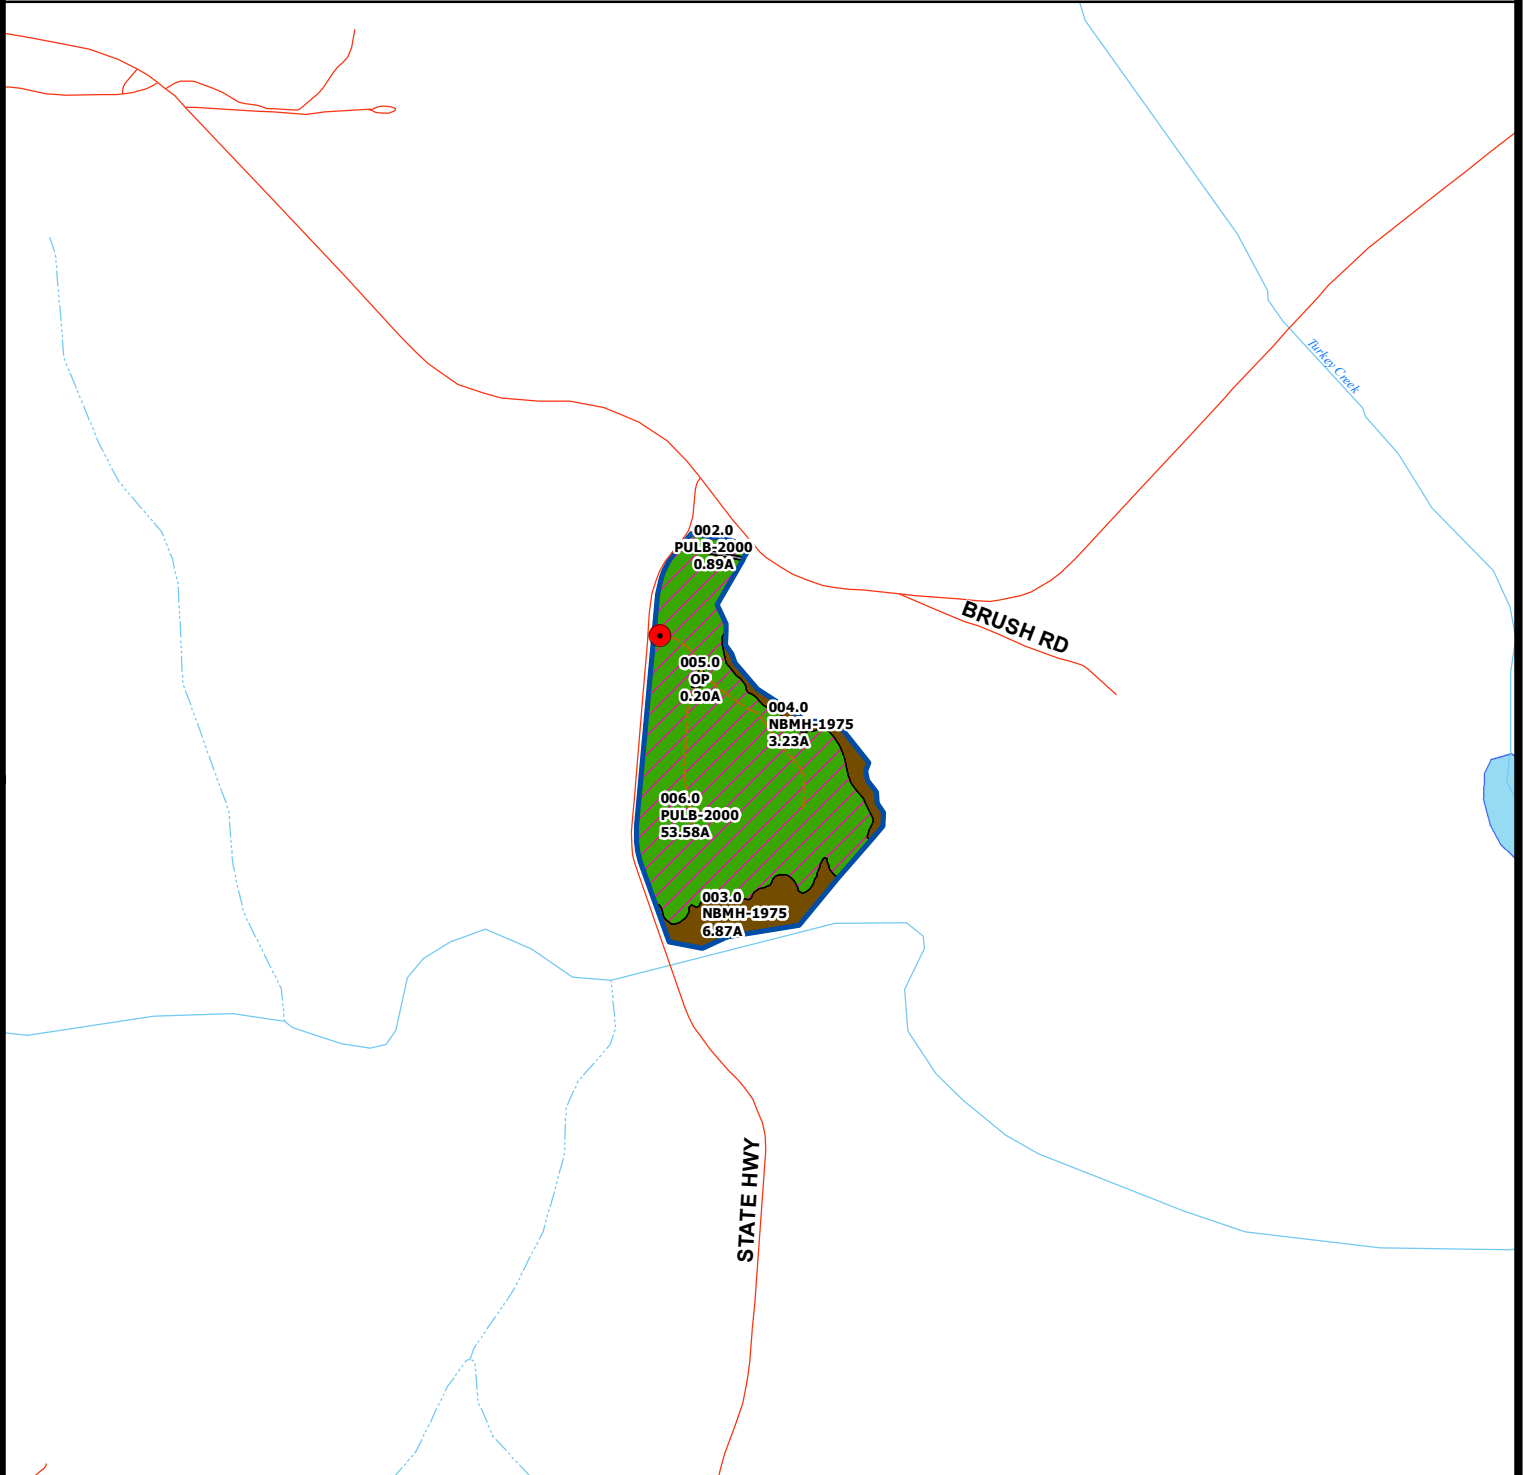 Turkey Creek
002.0
PULB-2000
0.89A
BRUSH RD
005.0
OP
0.20A
004.0
NBMH-1975
3.23A
006.0
PULB-2000
53.58A
003.0
NBMH-1975
6.87A
STATE HWY